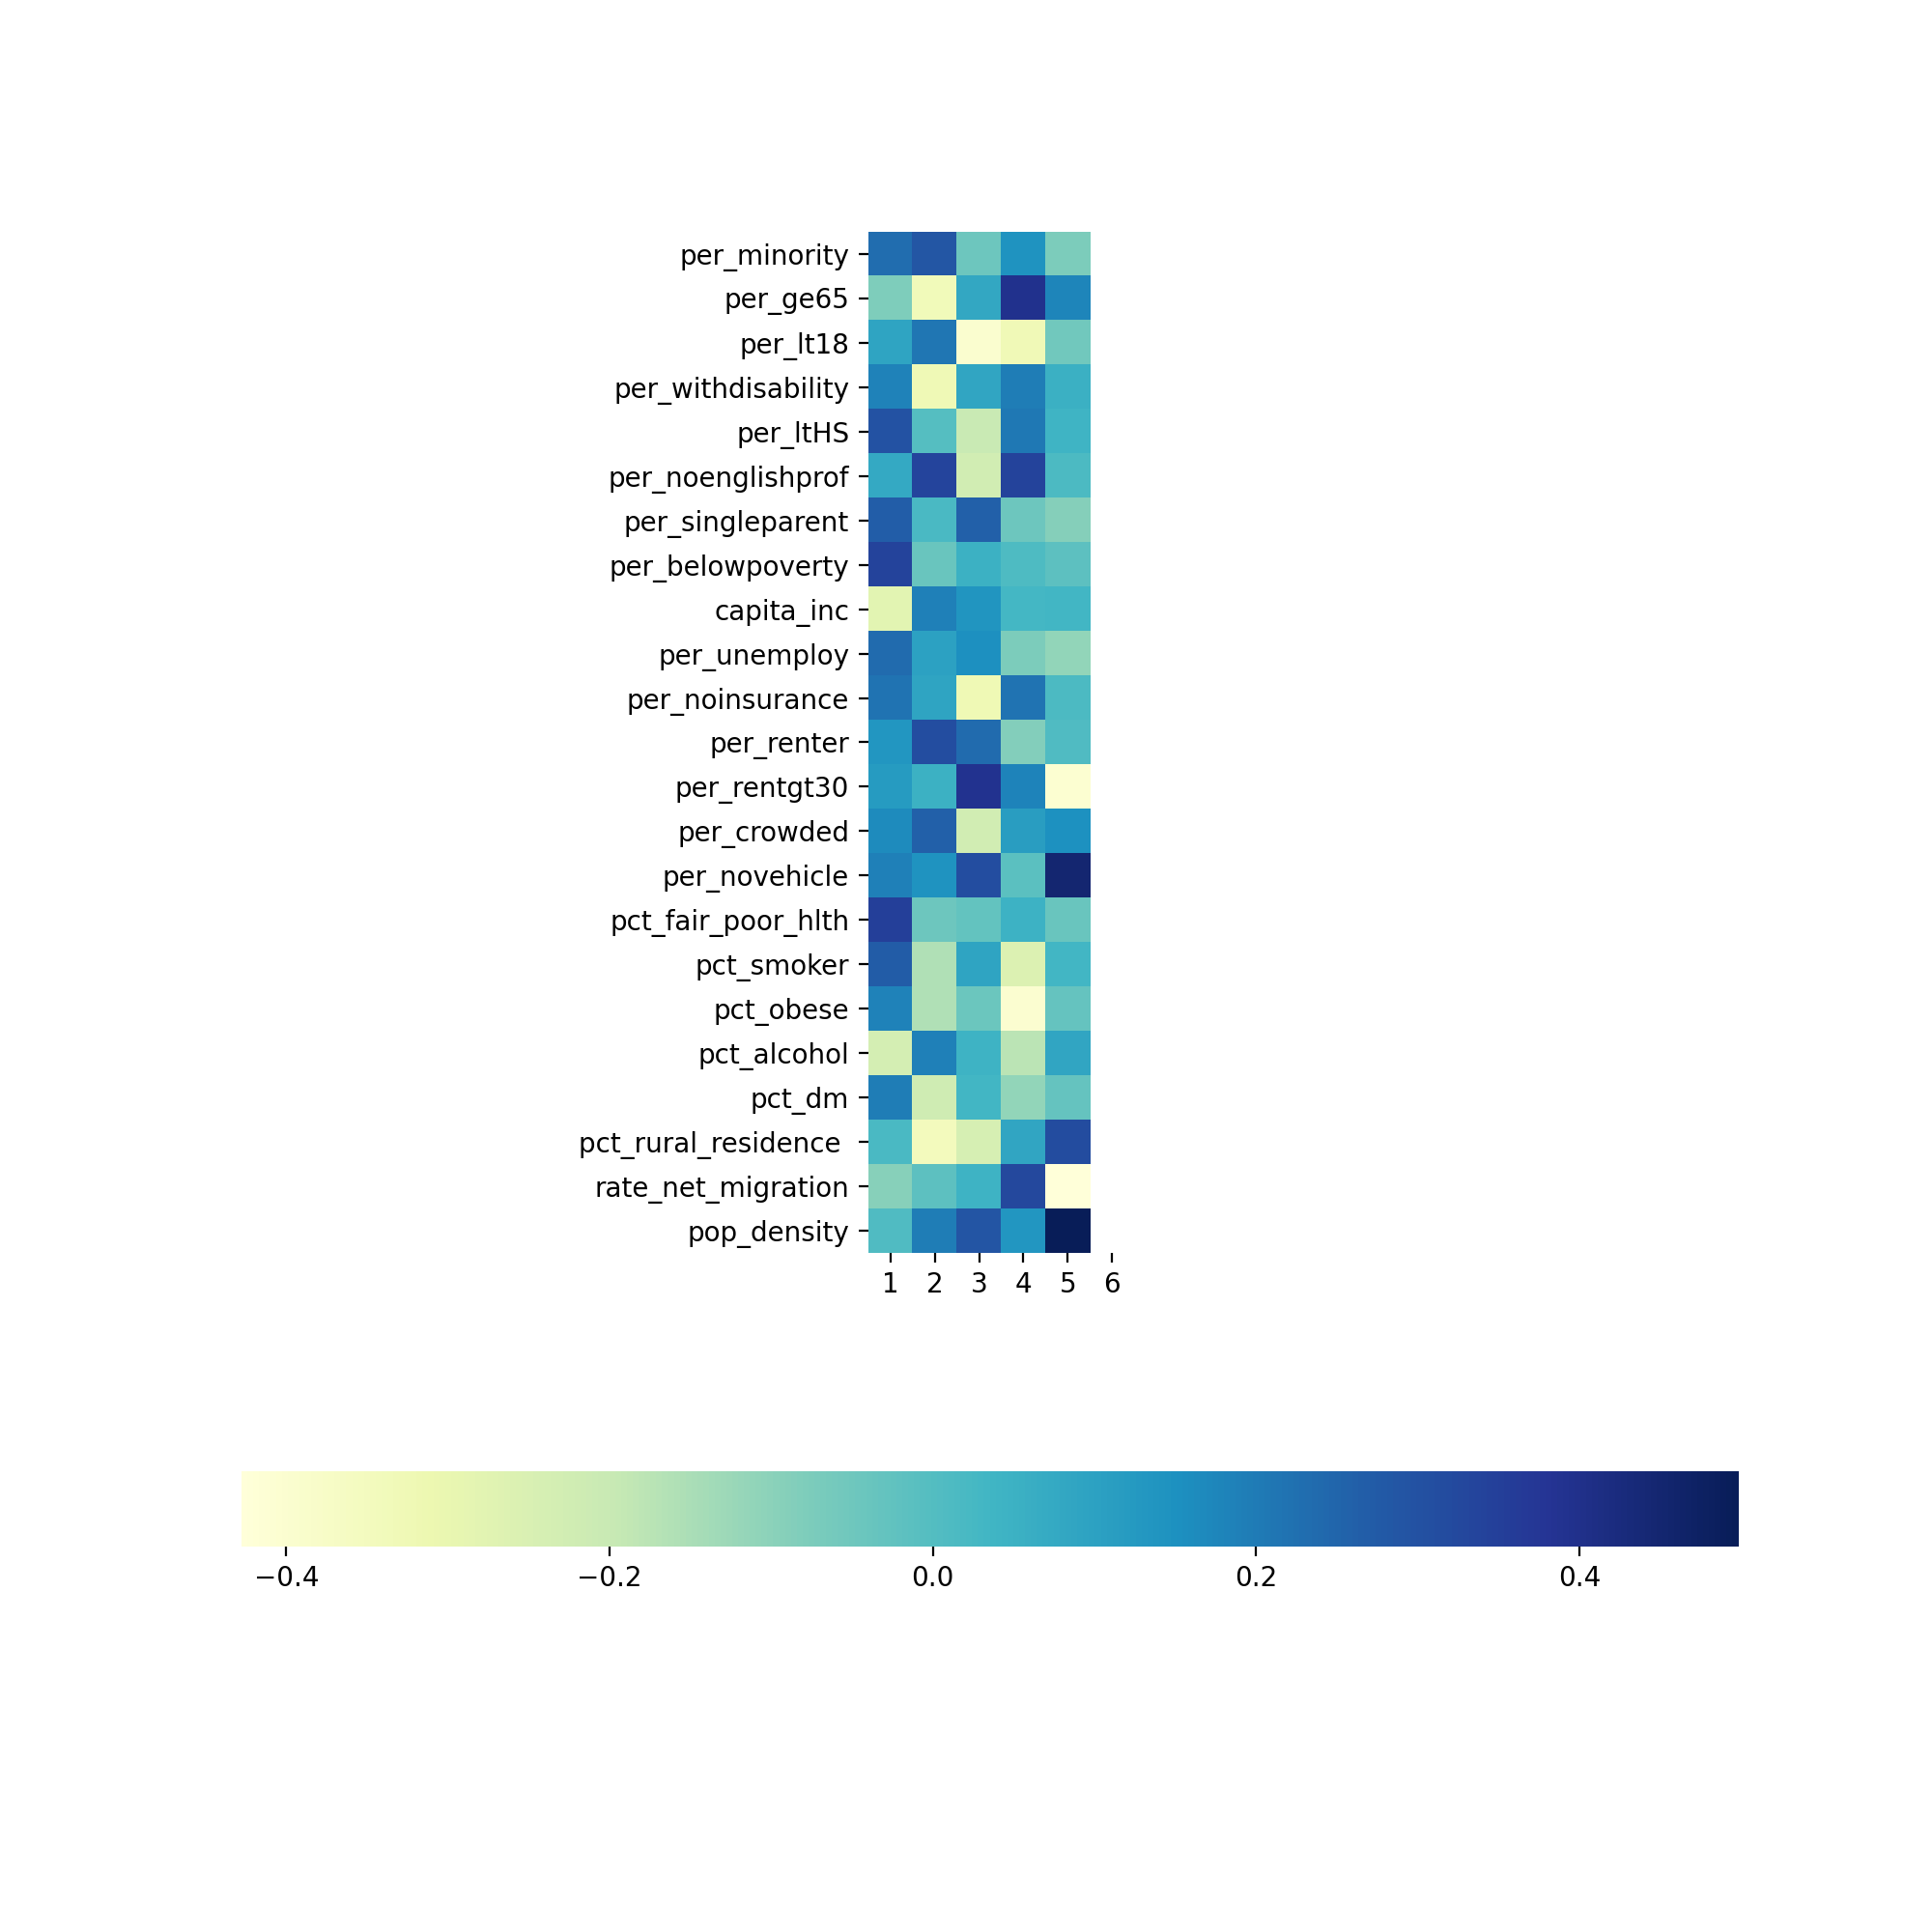 per_minority
per_ge65
per_lt18
per_withdisability
per_ltHS
per_noenglishprof
per_singleparent
per_belowpoverty
capita_inc
per_unemploy
per_noinsurance
per_renter
per_rentgt30
per_crowded
per_novehicle
pct_fair_poor_hlth
pct_smoker
pct_obese
pct_alcohol
pct_dm
pct_rural_residence
rate_net_migration
pop_density
1 2 3 4 5 6
−0.4 −0.2 0.0 0.2 0.4